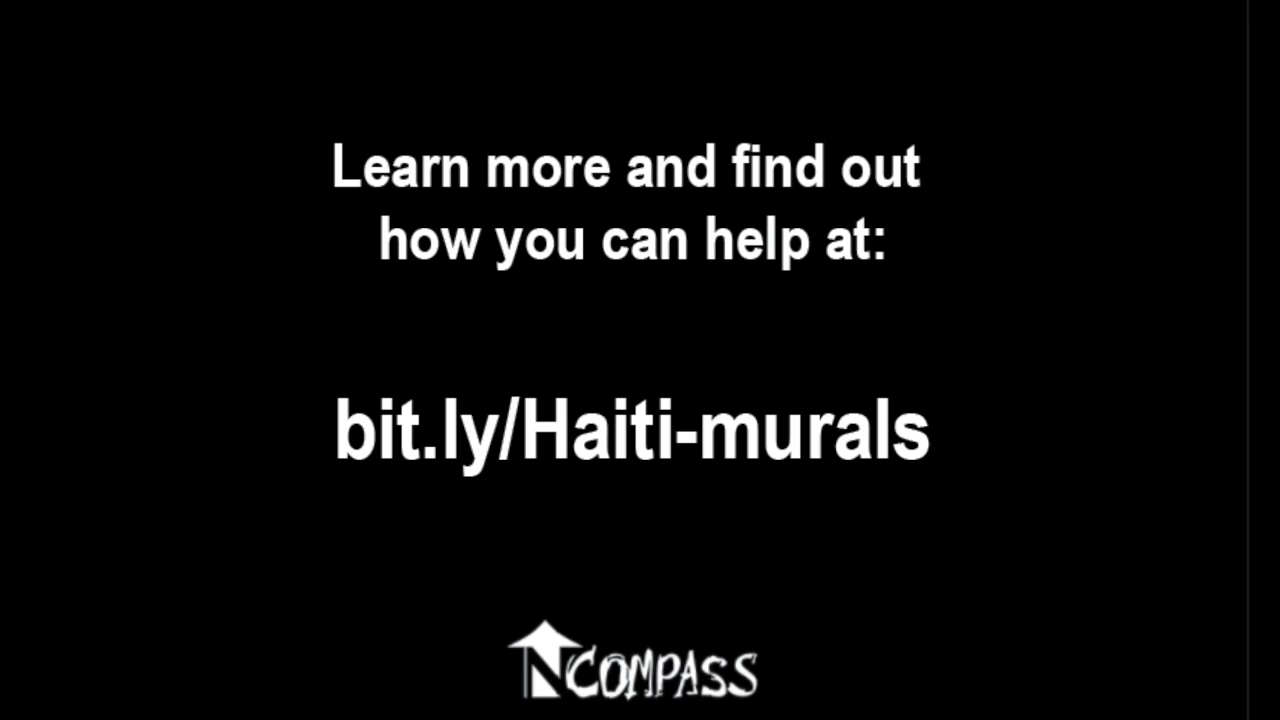 Learn more and find out
how you can help at:
bit.ly/Haiti-murals
NCOMPASS